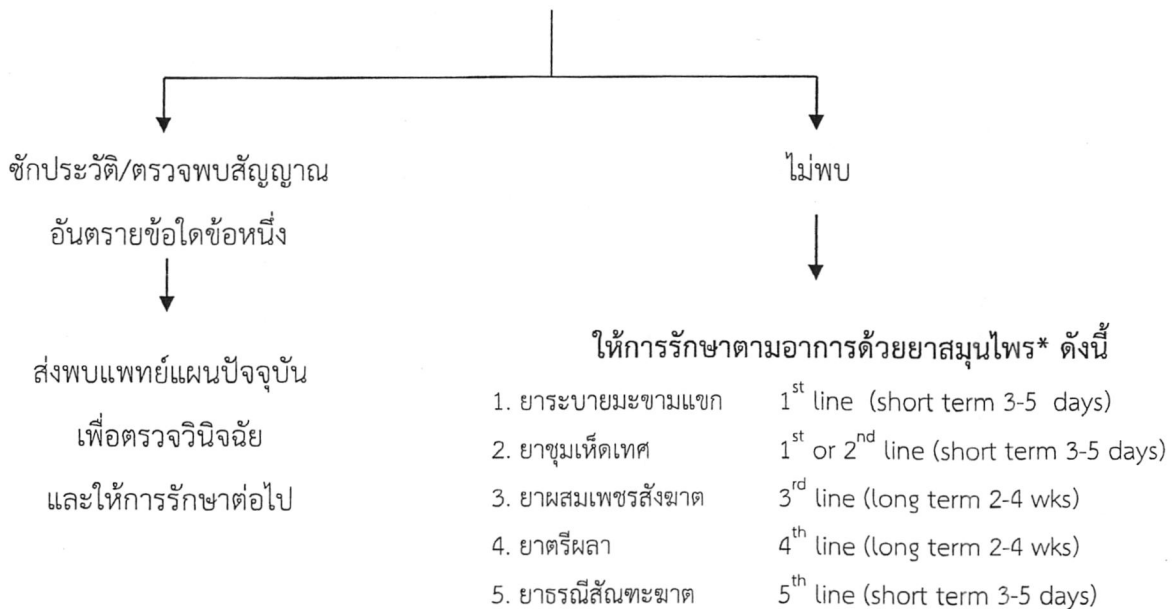 ซักประวัติ/ตรวจพบสัญญาณ
อันตรายข้อใดข้อหนึ่ง
ส่งพบแพทย์แผนปัจจุบัน
เพื่อตรวจวินิจฉัย
และให้การรักษาต่อไป
ไม่พบ
ให้การรักษาตามอาการด้วยยาสมุนไพร* ดังนี้
1. ยาระบายมะขามแขก 1st line (short term 3-5 days)
2. ยาชุมเห็ดเทศ 1st or 2nd line (short term 3-5 days)
3. ยาผสมเพชรสังฆาต 3rd line (long term 2-4 wks)
4. ยาตรีผลา 4th line (long term 2-4 wks)
5. ยาธรณีสัณฑะฆาต 5th line (short term 3-5 days)